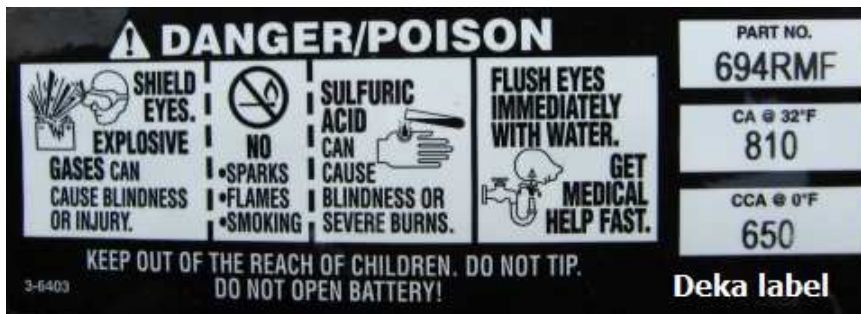 DANGER/POISON
SHIELD
EYES.
EXPLOSIVE
GASES CAN
CAUSE BLINDNESS
OR INJURY.
NO
•SPARKS
•FLAMES
•SMOKING
SULFURIC
ACID
CAN
CAUSE
BLINDNESS OR
SEVERE BURNS.
FLUSH EYES
IMMEDIATELY
WITH WATER.
GET
MEDICAL
HELP FAST.
KEEP OUT OF THE REACH OF CHILDREN. DO NOT TIP.
DO NOT OPEN BATTERY!
3-6403
PART NO.
694RMF
CA @ 32°F
810
CCA @ 0°F
650
Deka label